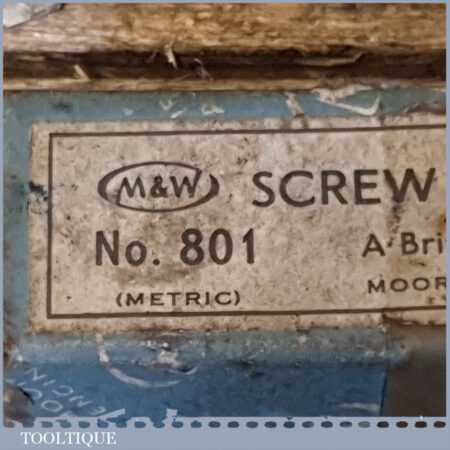 M&W SCREW
No. 801 A Bri
(METRIC) MOOR
TOOLTIQUE